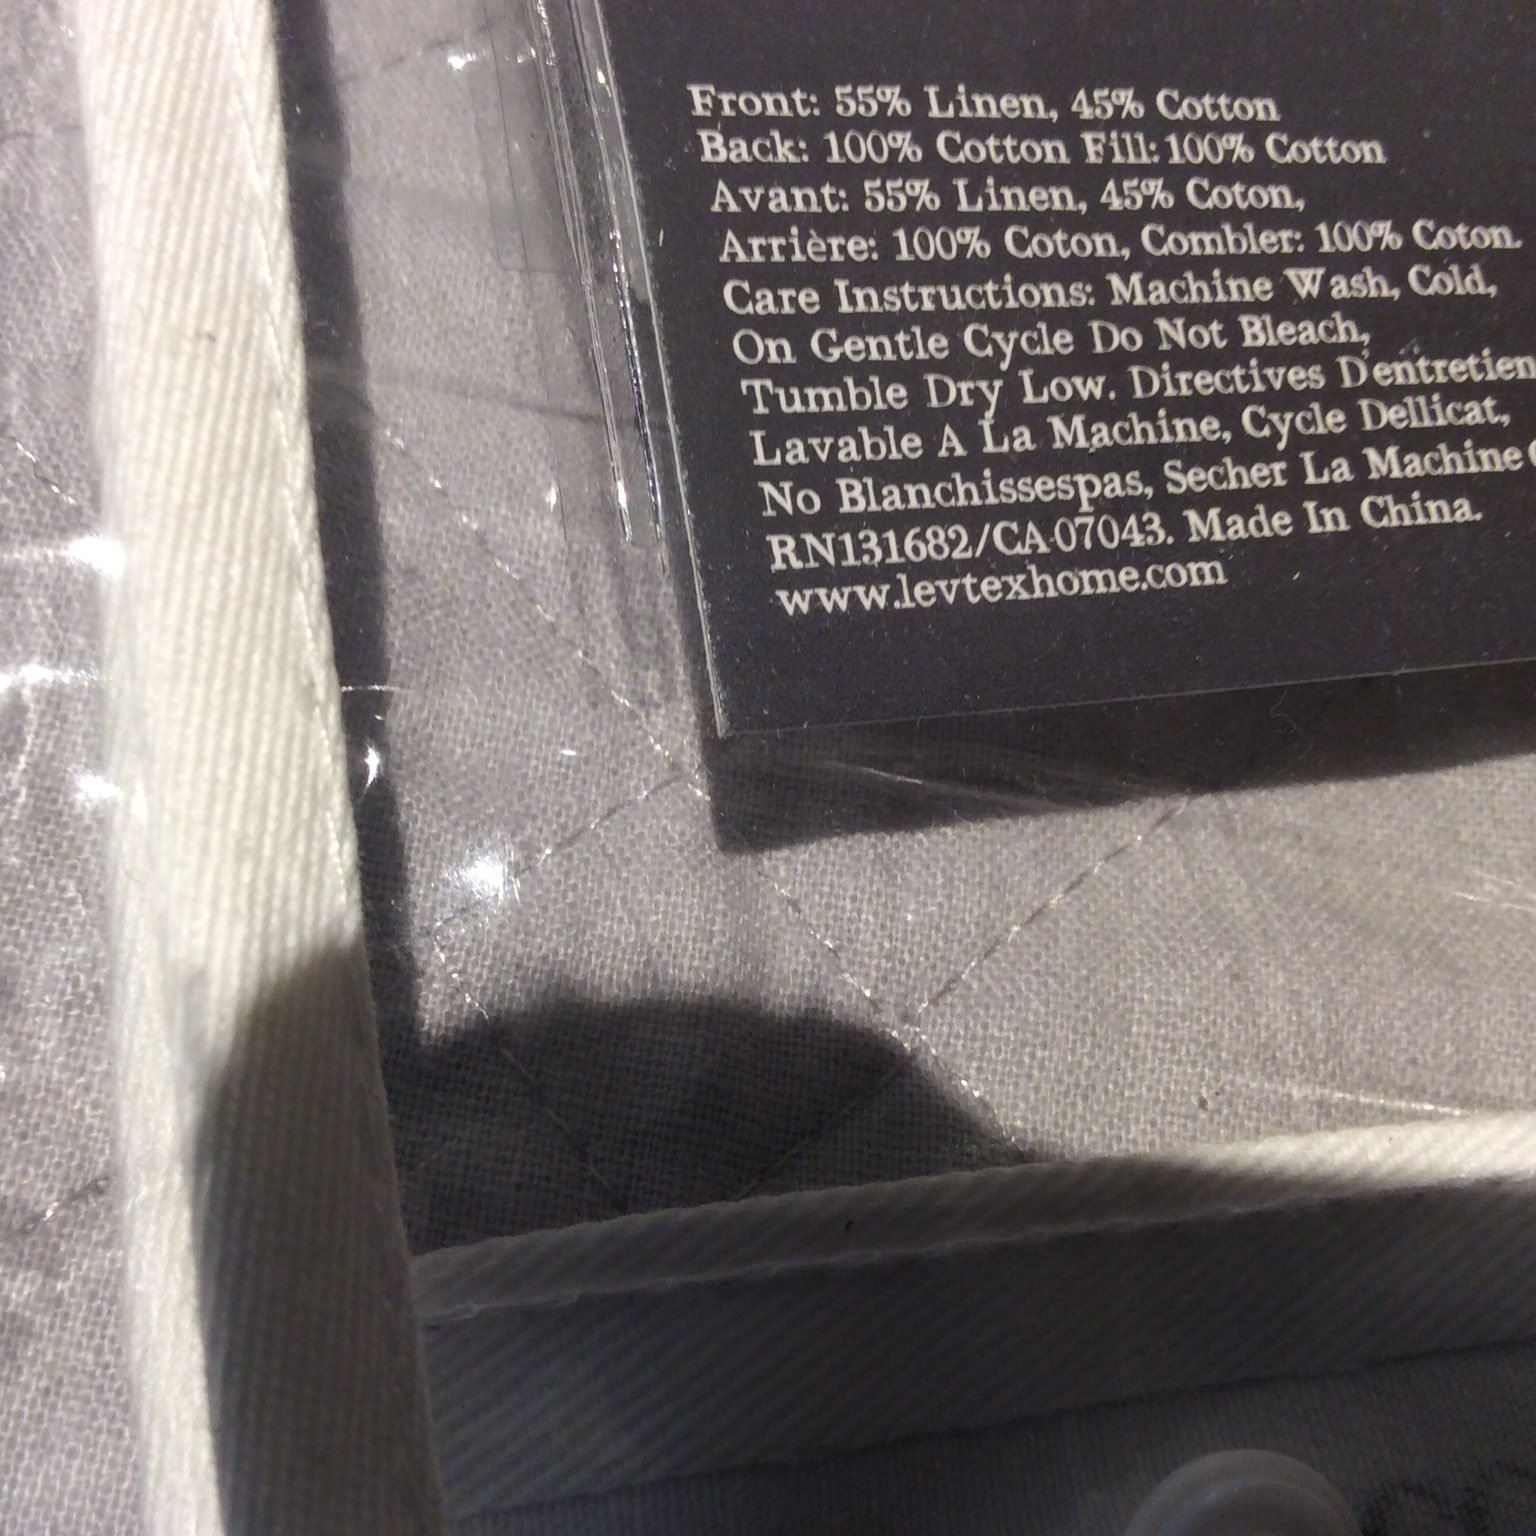 Front: 55% Linen, 45% Cotton
Back: 100% Cotton Fill: 100% Cotton
Avant: 55% Linen, 45% Coton,
Arrière: 100% Coton, Combler: 100% Coton.
Care Instructions: Machine Wash, Cold,
On Gentle Cycle Do Not Bleach,
Tumble Dry Low. Directives D'entretien
Lavable A La Machine, Cycle Dellicat,
No Blanchissespas, Secher La Machine
RN131682/CA-07043. Made In China.
www.levtexhome.com